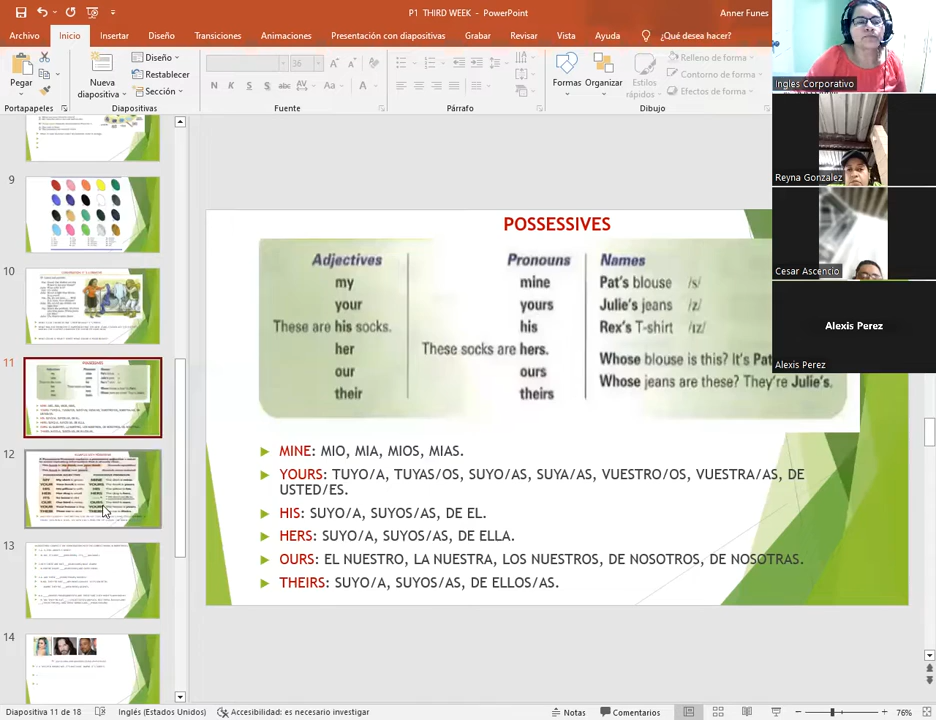 P1 THIRD WEEK - PowerPoint
Anner Funes
Archivo Inicio Insertar Diseño Transiciones Animaciones Presentación con diapositivas Grabar Revisar Vista Ayuda ¿Qué desea hacer?
Pegar
Nueva diapositiva
Diseño
Restablecer
Sección
36
N K S
Aa
A
Formas
Organizar
Estilos rápidos
Relleno de forma
Contorno de forma
Efectos de forma
Portapapeles
Diapositivas
Fuente
Párrafo
Dibujo
Ingles Corporativo
Reyna González
Cesar Ascencio
Alexis Perez
Alexis Perez
9
10
11
12
13
14
POSSESSIVES
Adjectives Pronouns Names
my mine Pat's blouse /s/
your yours Julie's jeans /z/
These are his socks. his Rex's T-shirt /ɪz/
her These socks are hers.
Whose blouse is this? It's Pat
our ours
Whose jeans are these? They're Julie's.
their theirs
MINE: MIO, MIA, MIOS, MIAS.
YOURS: TUYO/A, TUYAS/OS, SUYO/AS, SUYA/AS, VUESTRO/OS, VUESTRA/AS, DE
USTED/ES.
HIS: SUYO/A, SUYOS/AS, DE EL.
HERS: SUYO/A, SUYOS/AS, DE ELLA.
OURS: EL NUESTRO, LA NUESTRA, LOS NUESTROS, DE NOSOTROS, DE NOSOTRAS.
THEIRS: SUYO/A, SUYOS/AS, DE ELLOS/AS.
Diapositiva 11 de 18
Inglés (Estados Unidos)
Accesibilidad: es necesario investigar
Notas
Comentarios
76%